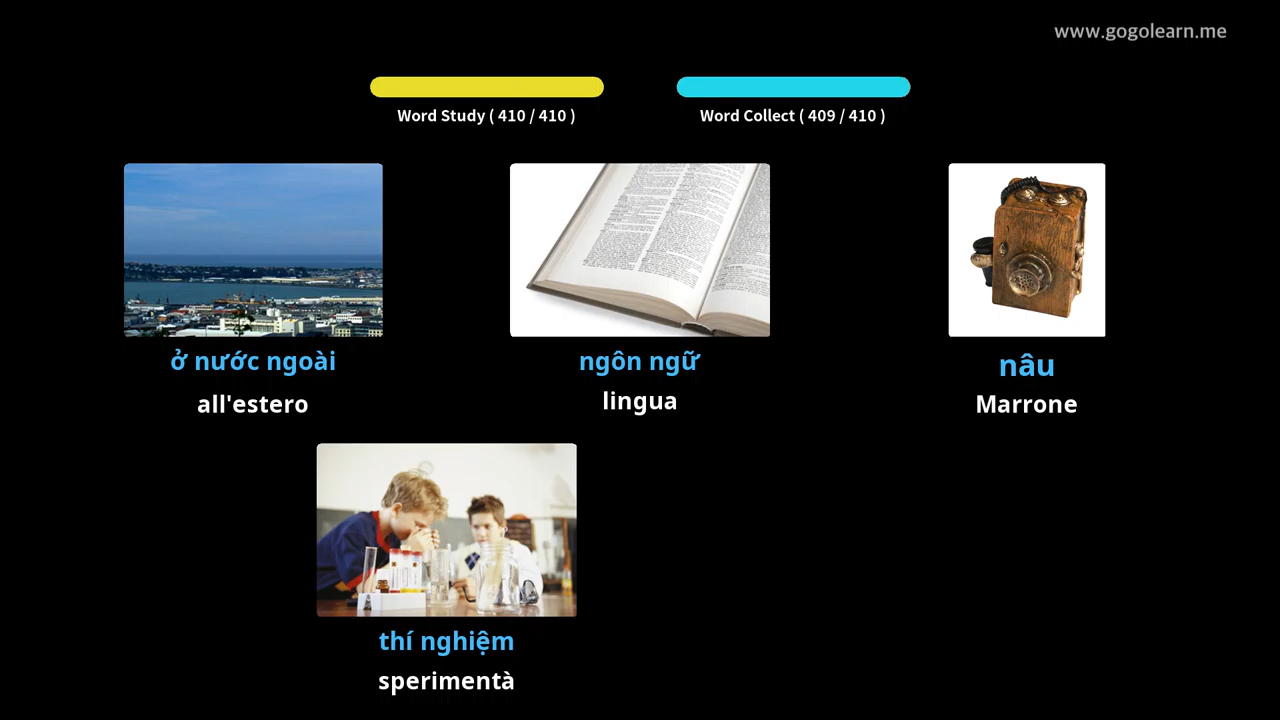 www.gogolearn.me
Word Study ( 410 / 410 )
Word Collect ( 409 / 410 )
ở nước ngoài
all'estero
ngôn ngữ
lingua
nâu
Marrone
thí nghiệm
sperimentà